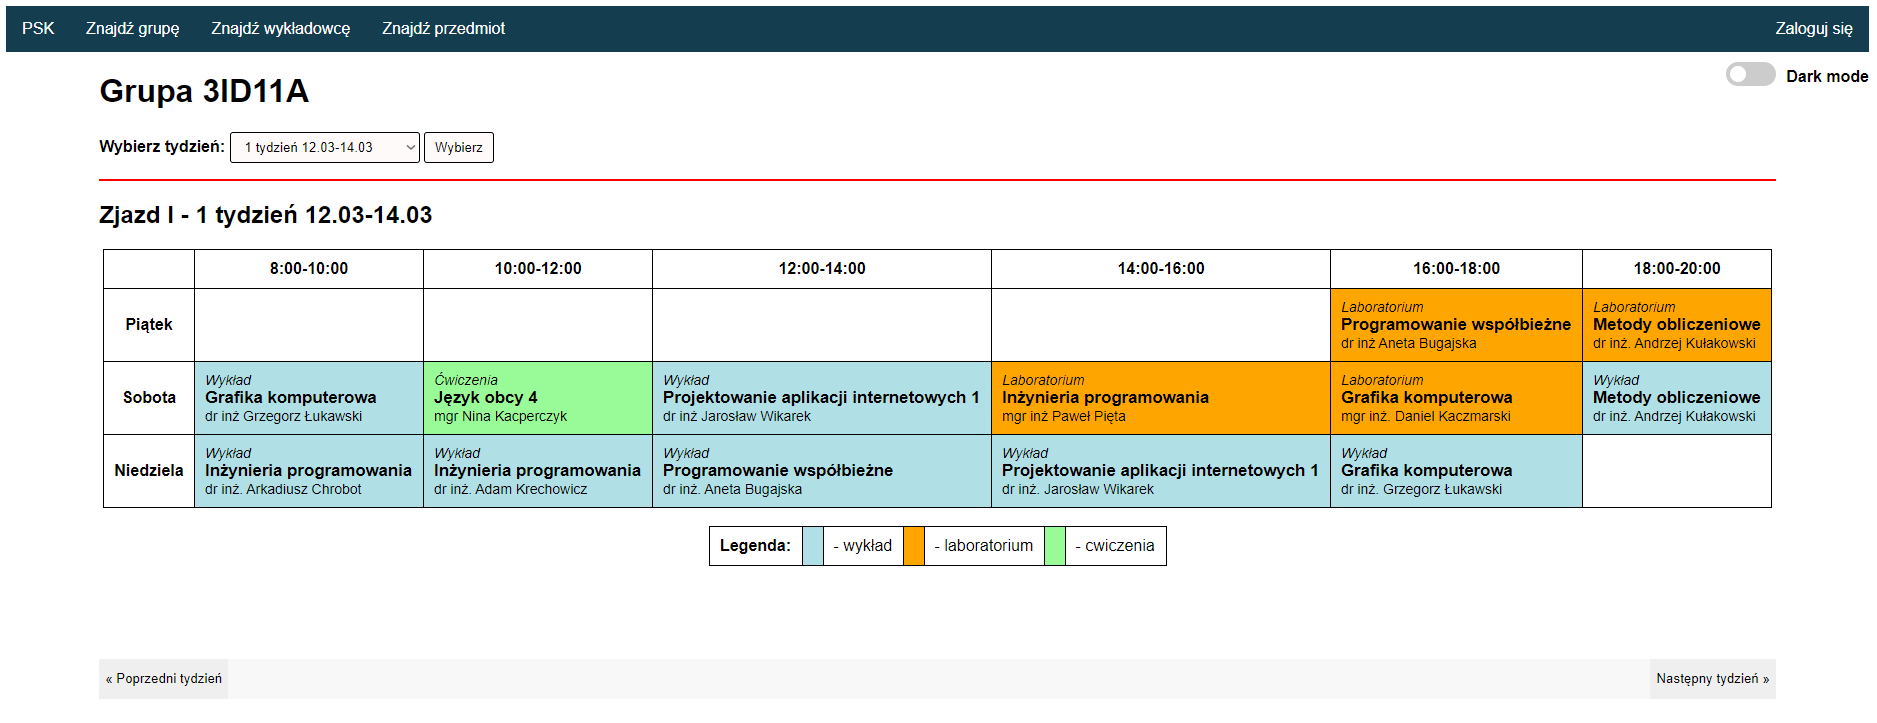 PSK Znajdź grupę Znajdź wykładowcę Znajdź przedmiot Zaloguj się
Dark mode
Grupa 3ID11A
Wybierz tydzień: 1 tydzień 12.03-14.03 Wybierz
Zjazd I - 1 tydzień 12.03-14.03
8:00-10:00 10:00-12:00 12:00-14:00 14:00-16:00 16:00-18:00 18:00-20:00
Piątek
Laboratorium
Programowanie współbieżne
dr inż Aneta Bugajska
Laboratorium
Metody obliczeniowe
dr inż. Andrzej Kułakowski
Sobota
Wykład
Grafika komputerowa
dr inż Grzegorz Łukawski
Ćwiczenia
Język obcy 4
mgr Nina Kacperczyk
Wykład
Projektowanie aplikacji internetowych 1
dr inż Jarosław Wikarek
Laboratorium
Inżynieria programowania
mgr inż Paweł Pięta
Laboratorium
Grafika komputerowa
mgr inż. Daniel Kaczmarski
Wykład
Metody obliczeniowe
dr inż. Andrzej Kułakowski
Niedziela
Wykład
Inżynieria programowania
dr inż. Arkadiusz Chrobot
Wykład
Inżynieria programowania
dr inż. Adam Krechowicz
Wykład
Programowanie współbieżne
dr inż. Aneta Bugajska
Wykład
Projektowanie aplikacji internetowych 1
dr inż. Jarosław Wikarek
Wykład
Grafika komputerowa
dr inż. Grzegorz Łukawski
Legenda: - wykład - laboratorium - cwiczenia
« Poprzedni tydzień Następny tydzień »